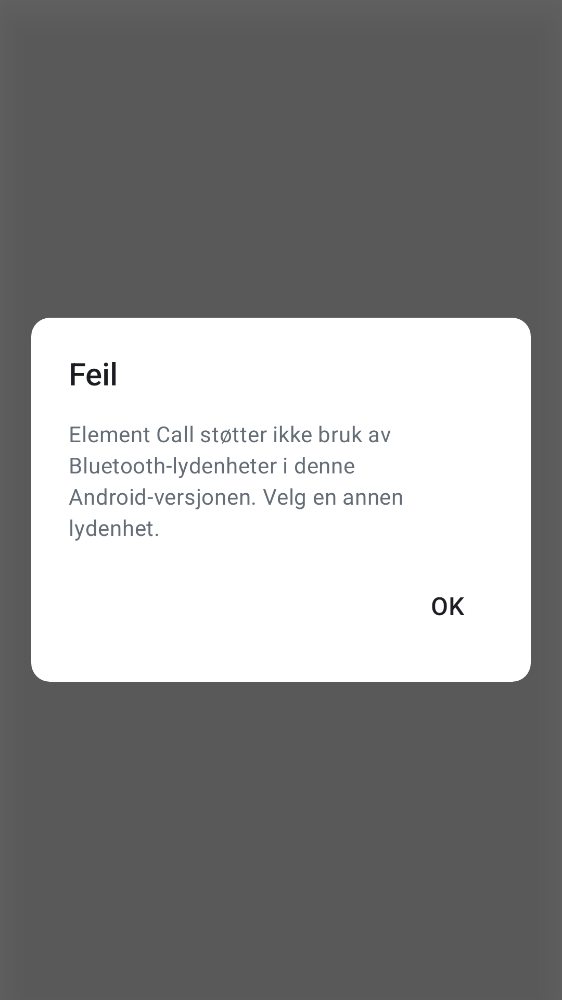 Feil
Element Call støtter ikke bruk av
Bluetooth-lydenheter i denne
Android-versjonen. Velg en annen
lydenhet.
OK